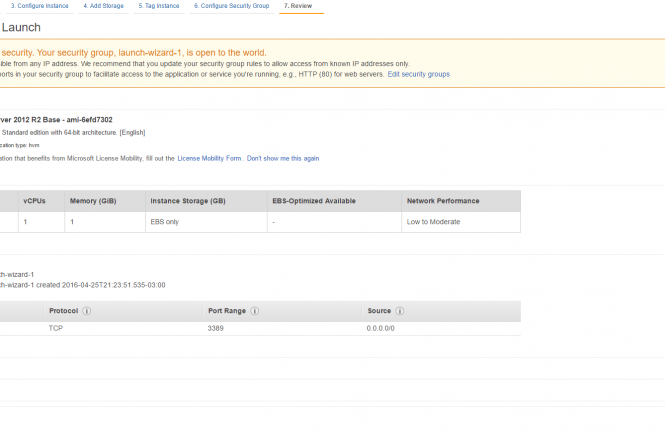 3. Configure Instance 4. Add Storage 5. Tag Instance 6. Configure Security Group 7. Review
Launch
security. Your security group, launch-wizard-1, is open to the world.
ible from any IP address. We recommend that you update your security group rules to allow access from known IP addresses only.
ports in your security group to facilitate access to the application or service you're running, e.g., HTTP (80) for web servers. Edit security groups
ver 2012 R2 Base - ami-6efd7302
Standard edition with 64-bit architecture. [English]
ization type: hvm
ation that benefits from Microsoft License Mobility, fill out the License Mobility Form. Don't show me this again
vCPUs Memory (GiB) Instance Storage (GB) EBS-Optimized Available Network Performance
1 1 EBS only - Low to Moderate
ch-wizard-1
ch-wizard-1 created 2016-04-25T21:23:51.535-03:00
Protocol i Port Range i Source i
TCP 3389 0.0.0.0/0